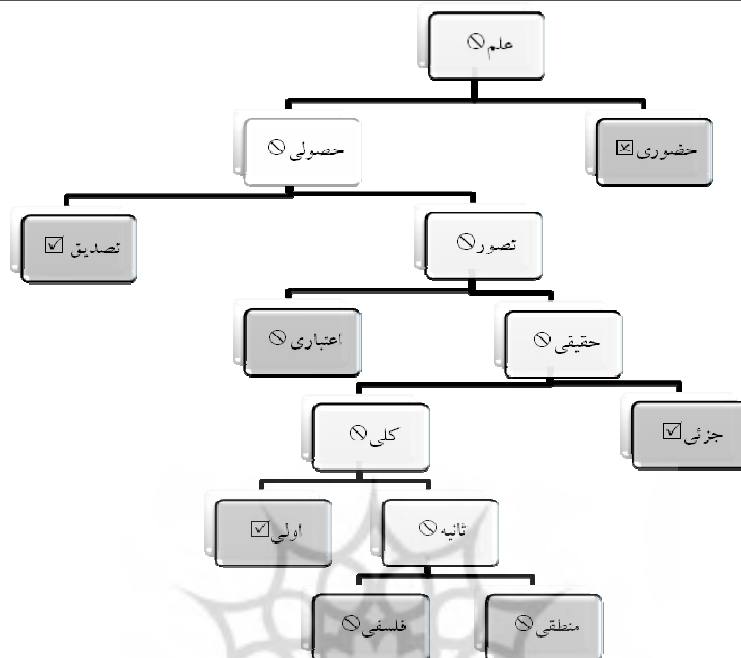 علم
حضوری
حصولی
تصور
تصدیق
حقیقی
اعتباری
جزئی
کلی
ثانیه
اولی
منطقی
فلسفی